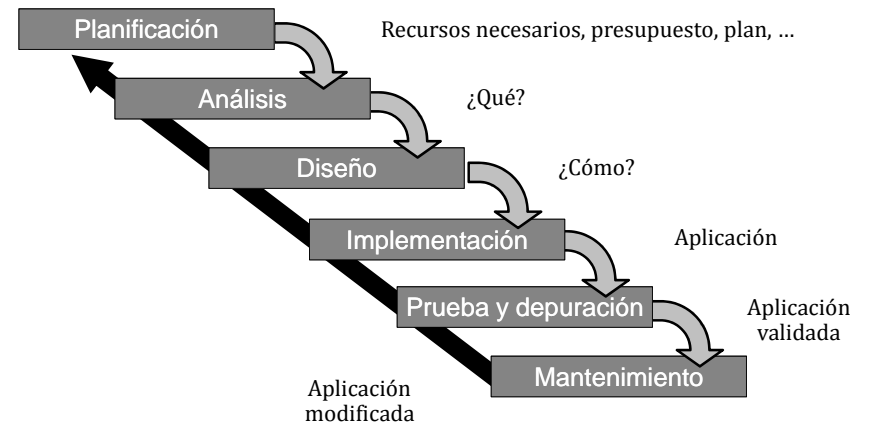 Planificación
Recursos necesarios, presupuesto, plan, …
Análisis
¿Qué?
Diseño
¿Cómo?
Implementación
Aplicación
Prueba y depuración
Aplicación
validada
Mantenimiento
Aplicación
modificada